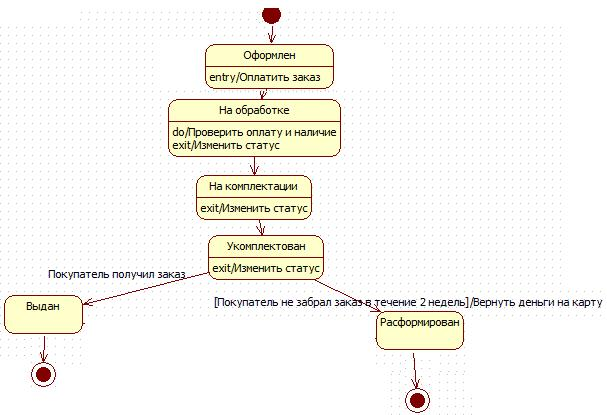 Оформлен
entry/Оплатить заказ
На обработке
do/Проверить оплату и наличие
exit/Изменить статус
На комплектации
exit/Изменить статус
Укомплектован
exit/Изменить статус
Покупатель получил заказ
[Покупатель не забрал заказ в течение 2 недель]/Вернуть деньги на карту
Выдан
Расформирован